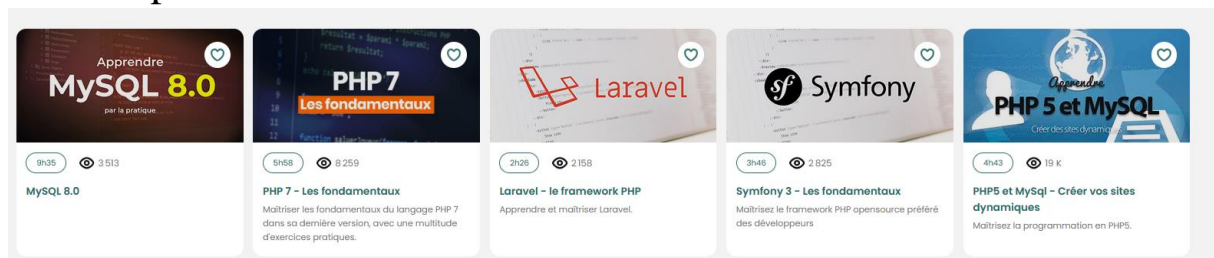 Apprendre
MySQL 8.0
par la pratique
9h35
3 513
MySQL 8.0
PHP 7
Les fondamentaux
5h58
8 259
PHP 7 - Les fondamentaux
Maîtriser les fondamentaux du langage PHP 7
dans sa dernière version, avec une multitude
d'exercices pratiques.
Laravel
2h26
2 158
Laravel - le framework PHP
Apprendre et maîtriser Laravel.
sf Symfony
3h46
2 825
Symfony 3 - Les fondamentaux
Maîtrisez le framework PHP opensource préféré
des développeurs
Apprendre
PHP 5 et MySQL
Créer des sites dynamiques
4h43
19 K
PHP5 et MySql - Créer vos sites
dynamiques
Maîtrisez la programmation en PHP5.